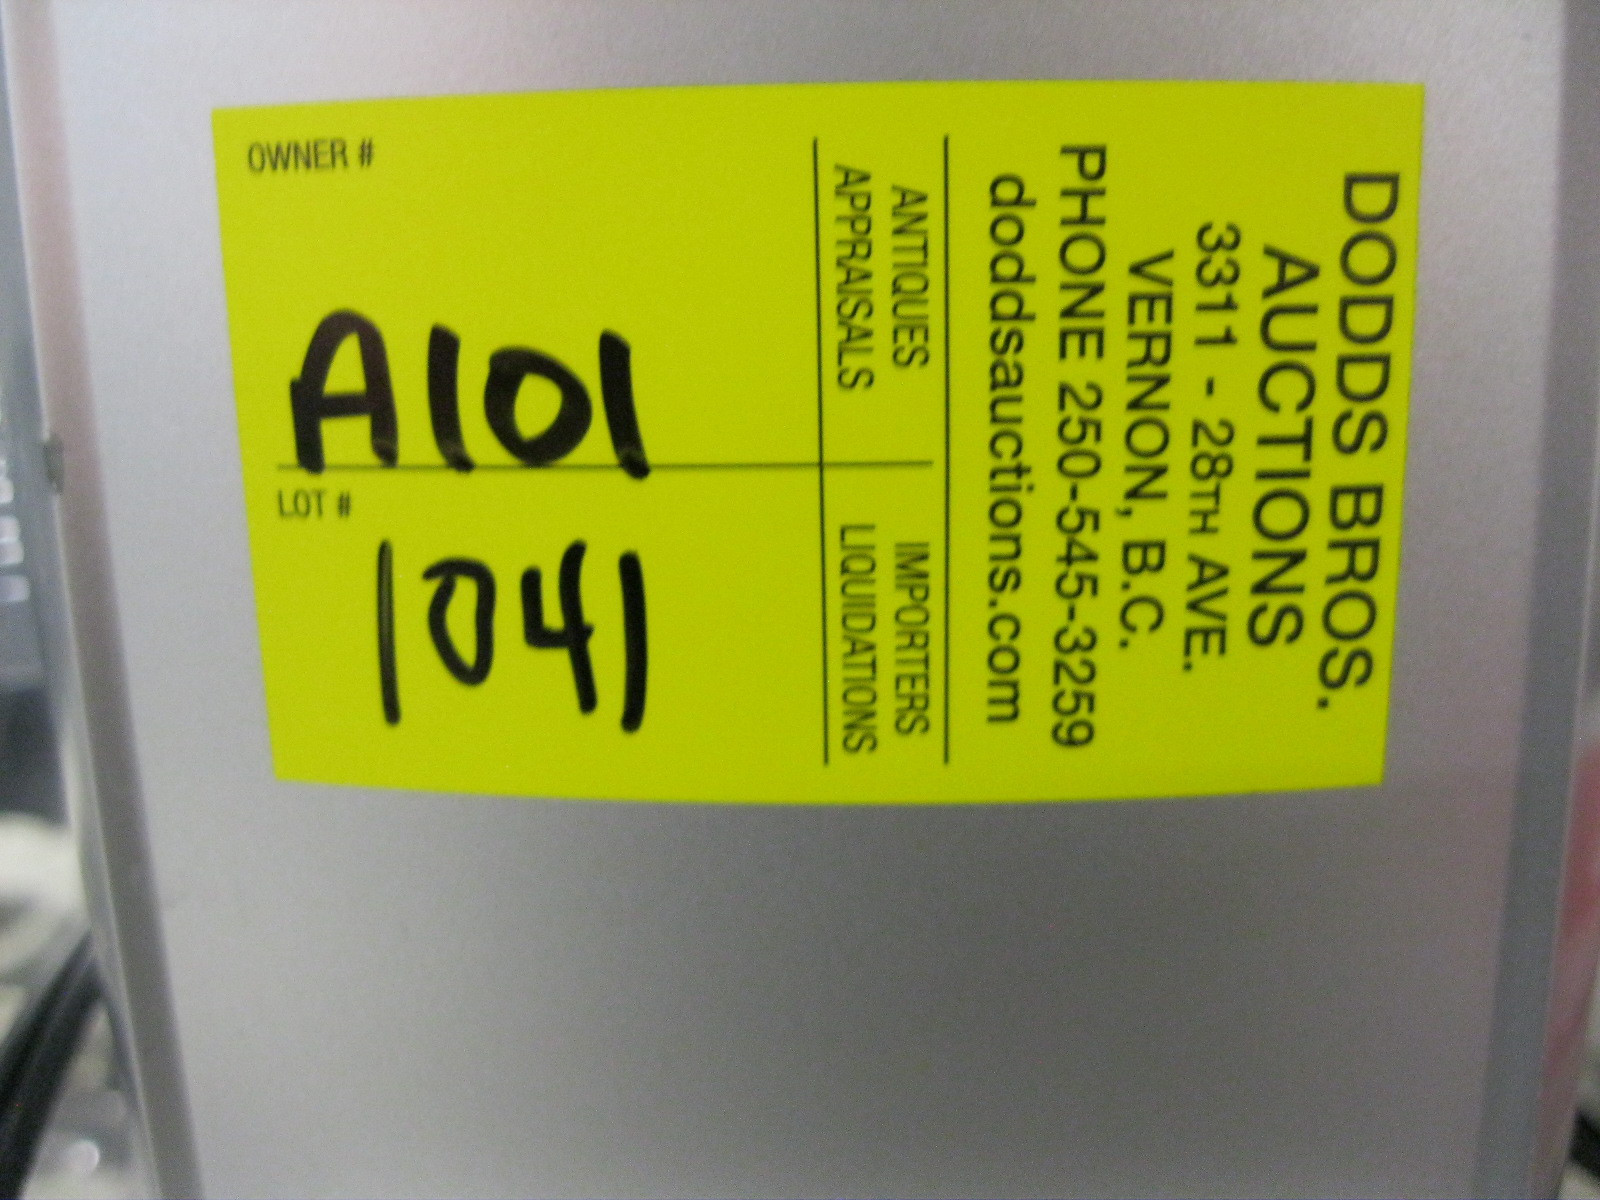 DODDS BROS.
AUCTIONS
3311 - 28TH AVE.
VERNON, B.C.
PHONE 250-545-3259
doddsauctions.com
ANTIQUES IMPORTERS
APPRAISALS LIQUIDATIONS
OWNER #
A101
LOT #
1041